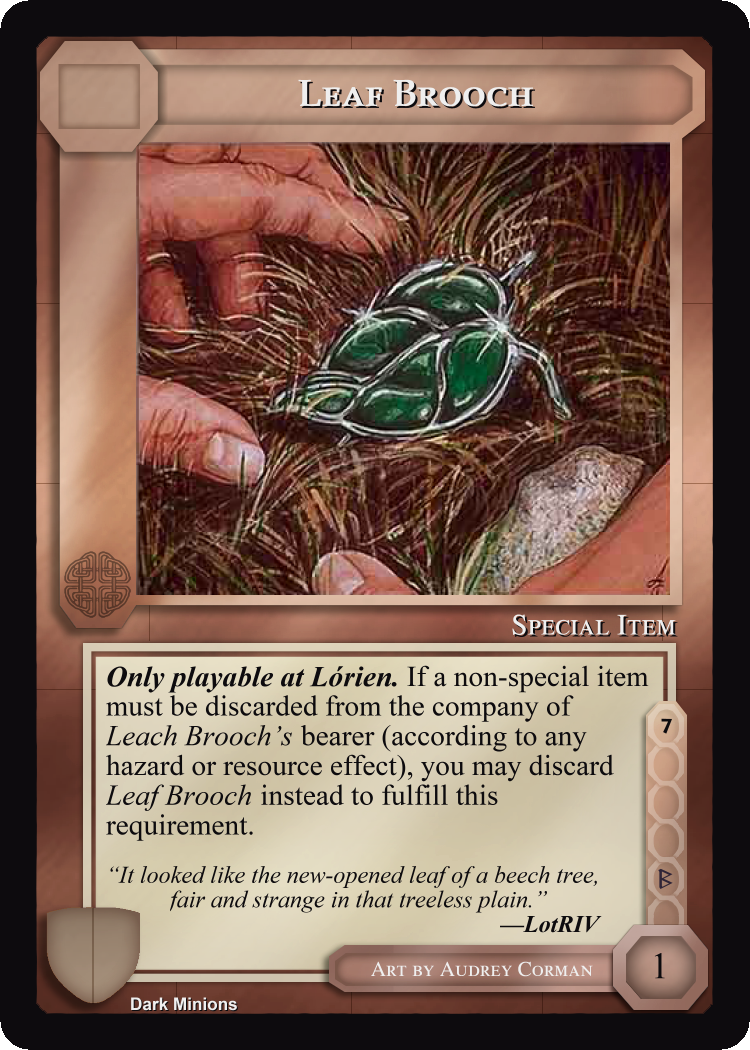 Leaf Brooch
Special Item
Only playable at Lórien. If a non-special item
must be discarded from the company of
Leach Brooch's bearer (according to any
hazard or resource effect), you may discard
Leaf Brooch instead to fulfill this
requirement.
7
“It looked like the new-opened leaf of a beech tree,
fair and strange in that treeless plain.”
—LotRIV
Art by Audrey Corman
1
Dark Minions